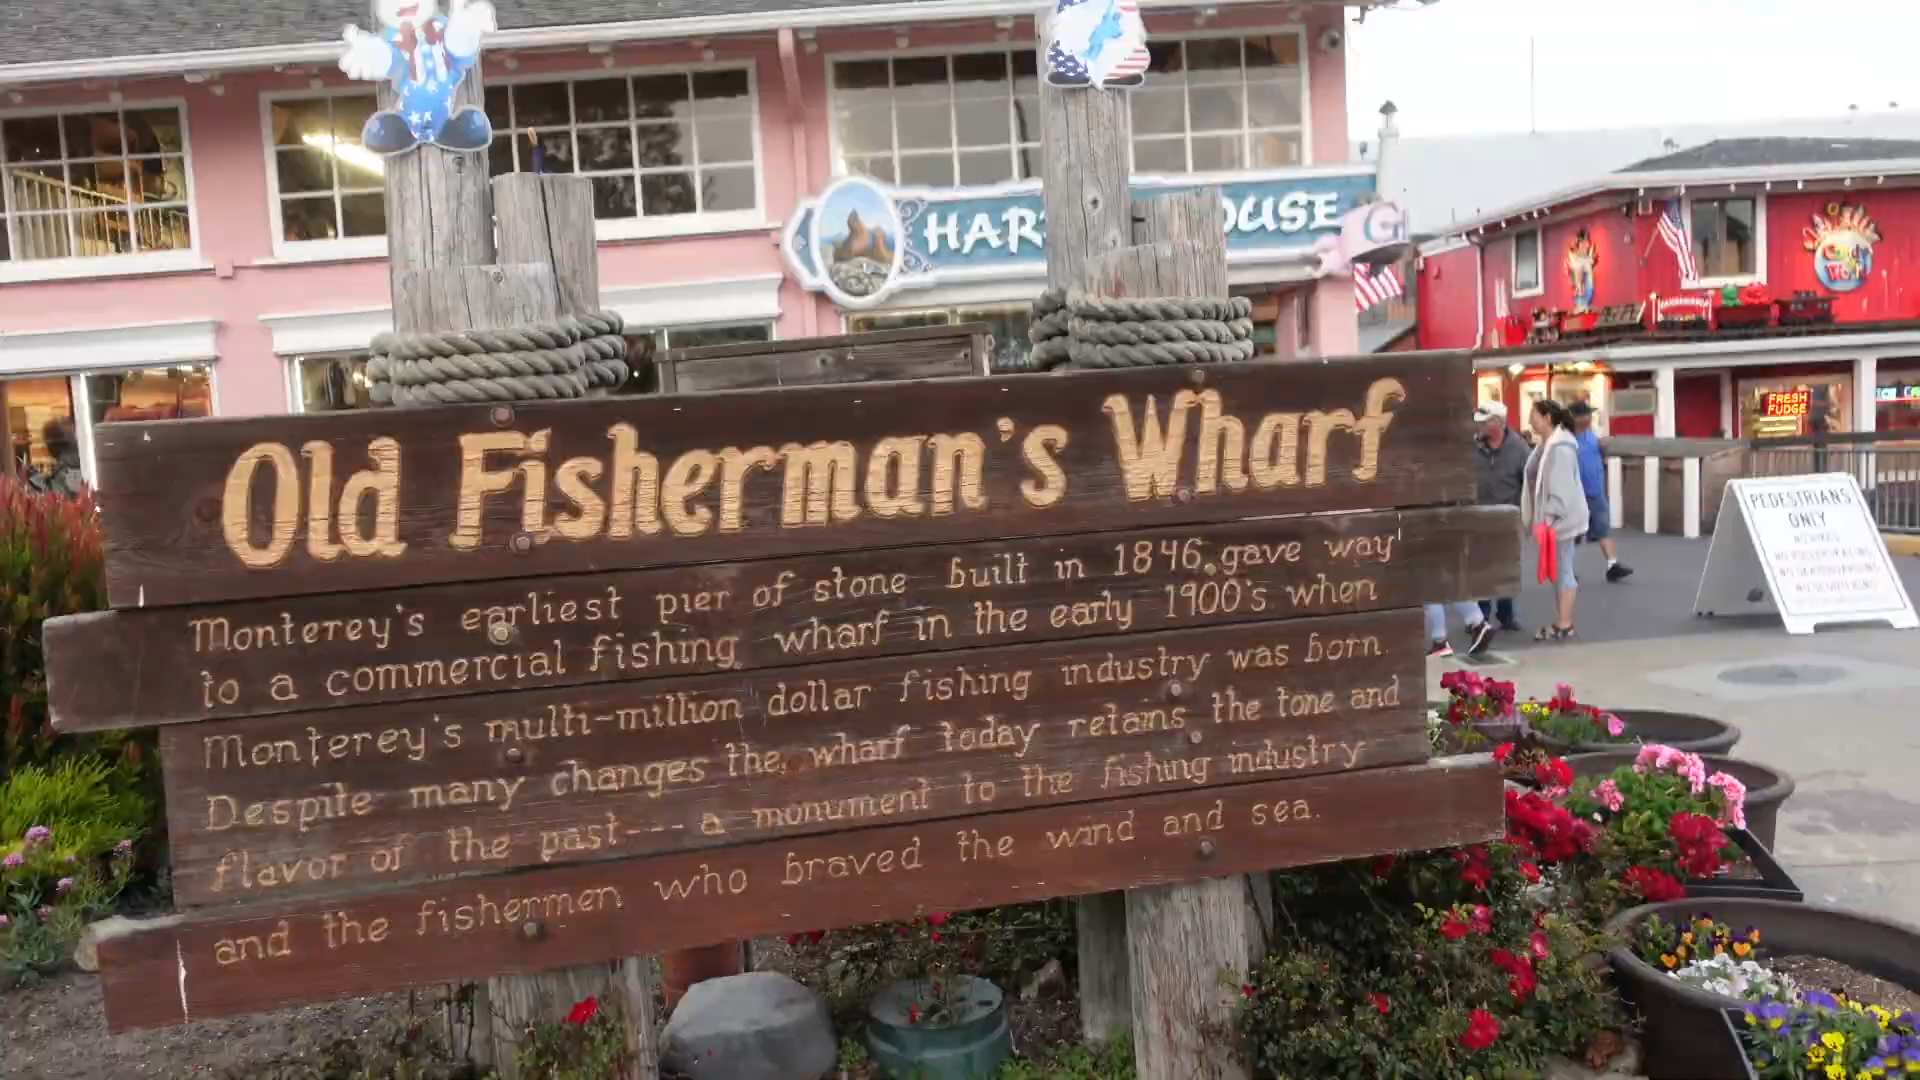 HAR OUSE
Old Fisherman's Wharf
Monterey's earliest pier of stone built in 1846, gave way
to a commercial fishing wharf in the early 1900's when
Monterey's multi-million dollar fishing industry was born.
Despite many changes the wharf today retains the tone and
flavor of the past--- a monument to the fishing industry
and the fishermen who braved the wind and sea.
Candy World
FRESH
FUDGE
PEDESTRIANS
ONLY